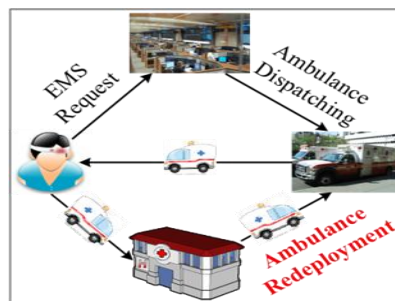 EMS
Request
Ambulance
Dispatching
Ambulance
Redeployment